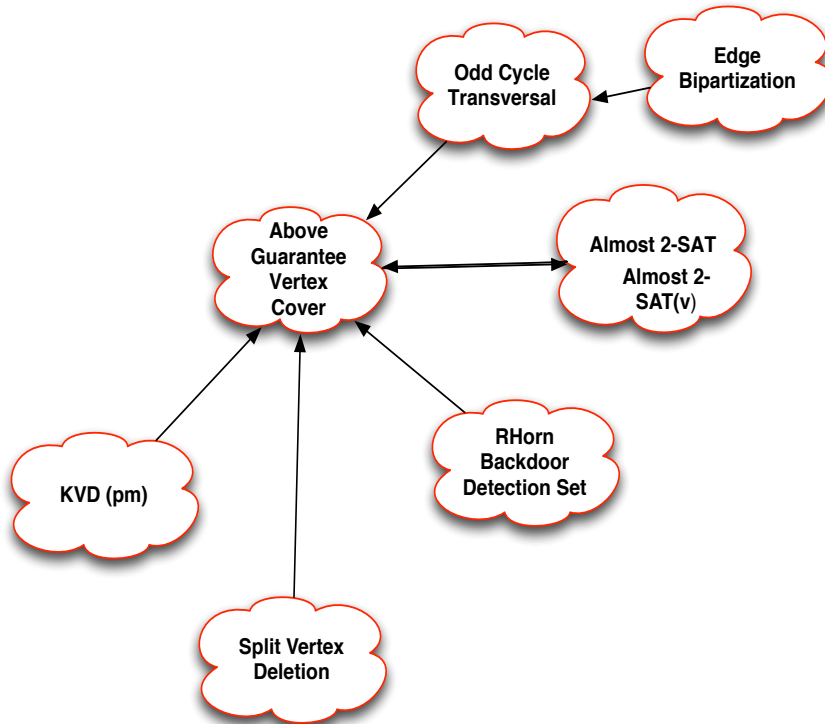 Edge
Bipartization
Odd Cycle
Transversal
Above
Guarantee
Vertex
Cover
Almost 2-SAT
Almost 2-
SAT(v)
RHorn
Backdoor
Detection Set
KVD (pm)
Split Vertex
Deletion